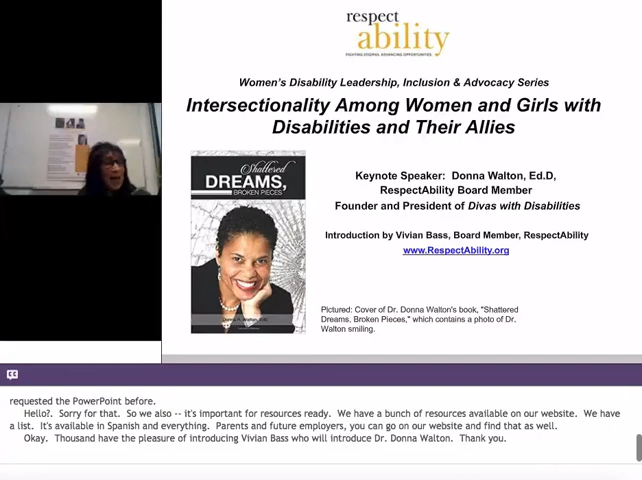 respect
ability
FIGHTING STIGMA. ADVANCING OPPORTUNITIES.
Women's Disability Leadership, Inclusion & Advocacy Series
Intersectionality Among Women and Girls with
Disabilities and Their Allies
Shattered
DREAMS,
BROKEN PIECES
Keynote Speaker: Donna Walton, Ed.D,
RespectAbility Board Member
Founder and President of Divas with Disabilities
Introduction by Vivian Bass, Board Member, RespectAbility
www.RespectAbility.org
Pictured: Cover of Dr. Donna Walton's book, "Shattered
Dreams, Broken Pieces," which contains a photo of Dr.
Walton smiling.
requested the PowerPoint before.
Hello?. Sorry for that. So we also -- it's important for resources ready. We have a bunch of resources available on our website. We have
a list. It's available in Spanish and everything. Parents and future employers, you can go on our website and find that as well.
Okay. Thousand have the pleasure of introducing Vivian Bass who will introduce Dr. Donna Walton. Thank you.